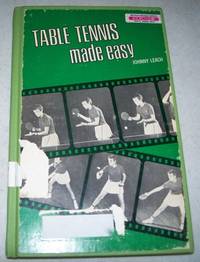 TABLE TENNIS
made easy
JOHNNY LEACH